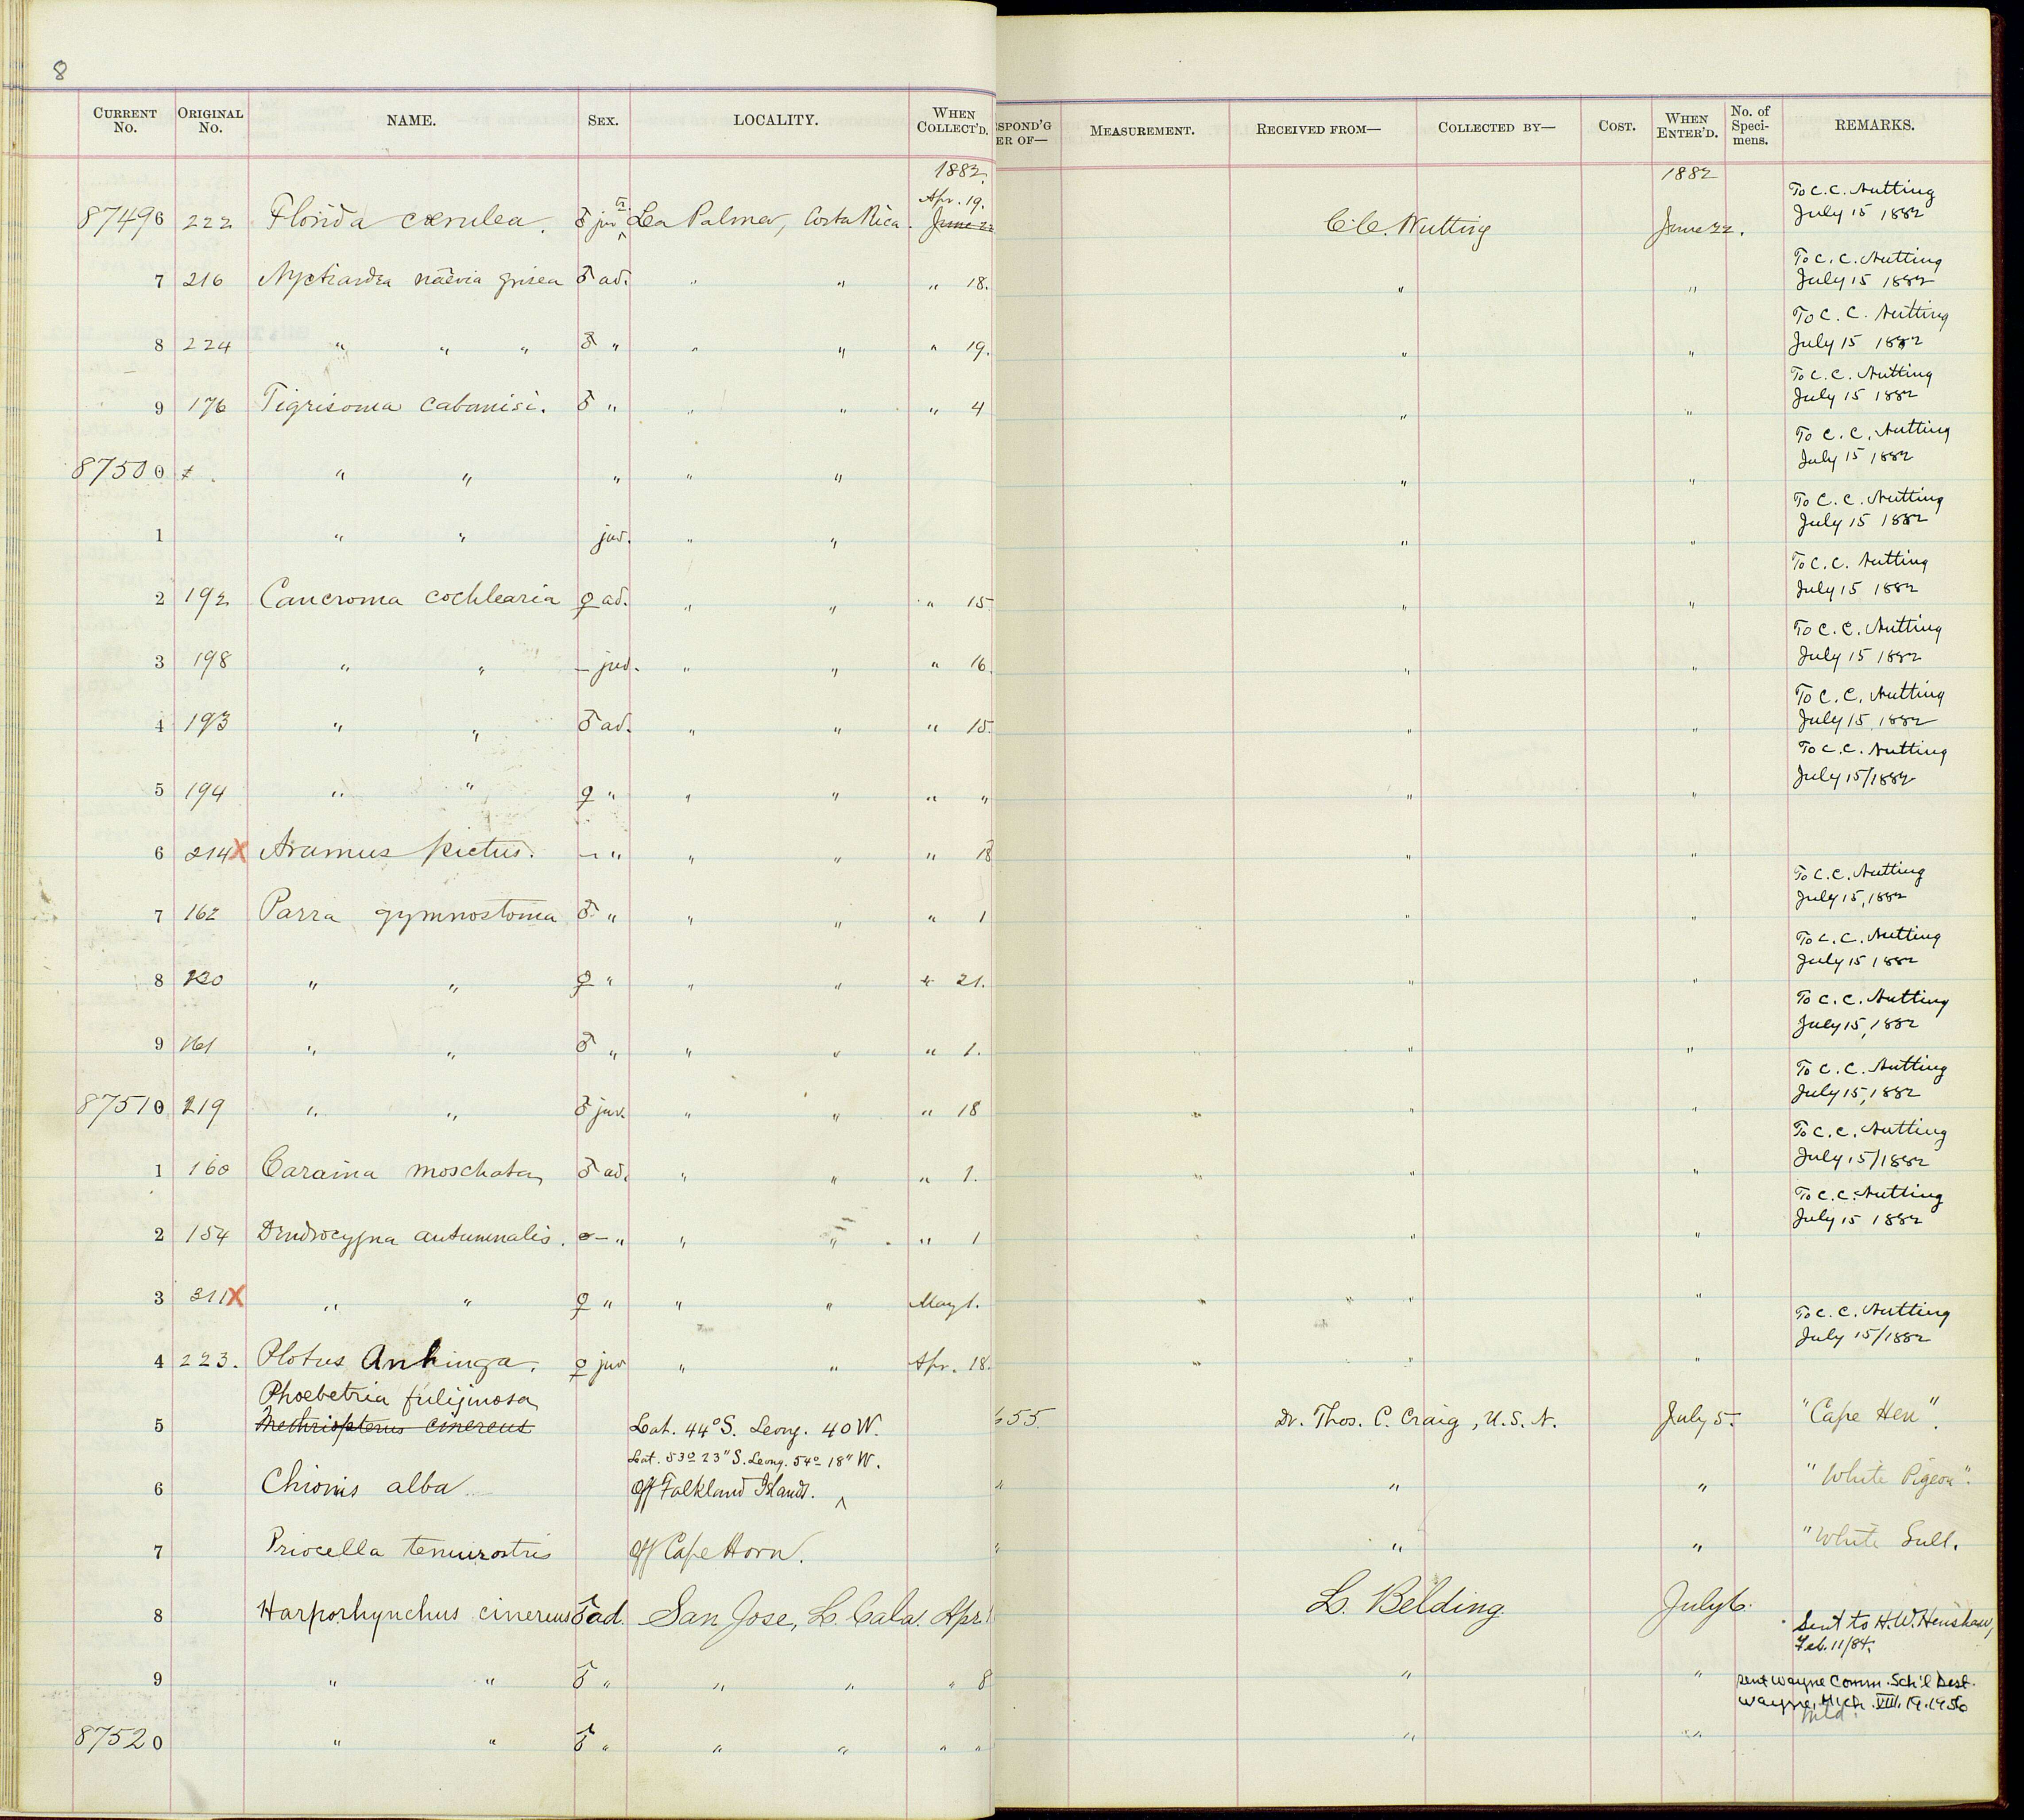 8
CURRENT No. ORIGINAL No. NAME. SEX. LOCALITY. WHEN COLLECT'D. SPOND'G ER OF— MEASUREMENT. RECEIVED FROM— COLLECTED BY— COST. WHEN ENTER'D. No. of Speci-mens. REMARKS.
1882. 1882
Apr. 19. To C. C. Nutting
87496 222 Florida cærulea. ♂ juv La Palma, Costa Rica. June 22 C. C. Nutting June 22. July 15 1882
To C. C. Nutting
7 216 Nyctiardea naevia grisea ♂ ad. " " " 18. " " July 15 1882
To C. C. Nutting
8 224 " " " ♂ " " " " 19. " " July 15 1882
To C. C. Nutting
9 176 Tigrisoma cabanisi. ♂ " " " " 4 " " July 15 1882
To C. C. Nutting
87500 " " " " " " " July 15 1882
To C. C. Nutting
1 " " juv. " " " " July 15 1882
To C. C. Nutting
2 192 Cancroma cochlearia ♀ ad. " " " 15 " " July 15 1882
To C. C. Nutting
3 198 " " – juv. " " " 16. " " July 15 1882
To C. C. Nutting
4 193 " " ♂ ad. " " " 15. " " July 15 1882
To C. C. Nutting
5 194 " " ♀ " " " " " " " July 15/1882
6 214 X Aramus pictus. – " " " " 18 " "
To C. C. Nutting
7 162 Parra gymnostoma ♂ " " " " 1 " " July 15, 1882
To C. C. Nutting
8 " " ♀ " " " " 21. " " July 15 1882
To C. C. Nutting
9 161 " " ♂ " " " " 1. " " July 15, 1882
To C. C. Nutting
87510 219 " " ♂ juv. " " " 18 " " " July 15, 1882
To C. C. Nutting
1 160 Caraina moschata ♂ ad. " " " 1. " " " July 15/1882
To C. C. Nutting
2 154 Dendrocygna autumnalis. – " " " " 1 " " " July 15 1882
3 311 X " " ♀ " " " May 1. " " " "
To C. C. Nutting
4 223. Plotus Anhinga. ♀ juv " " Apr. 18. " " " July 15/1882
Phoebetria fuliginosa
5 cinereus Lat. 44° S. Long. 40 W. 655 Dr. Thos. C. Craig, U.S.N. July 5. "Cape Hen".
Lat. 53° 23" S. Long. 54° 18" W.
6 Chionis alba Off Falkland Islands. ^ " " " "White Pigeon".
7 Priocella tenuirostris Off Cape Horn. " " " "White Gull.
8 Harporhynchus cinereus ♂ ad. San Jose, L. Cala. Apr. L. Belding July 6. Sent to H. W. Henshaw,
Feb. 11/84.
9 " " ♂ " " " " 8 " " sent Wayne Comm. Sch'l Dest.
Wayne, Mich. VIII. 19. 1956
87520 " " ♂ " " " " " " "